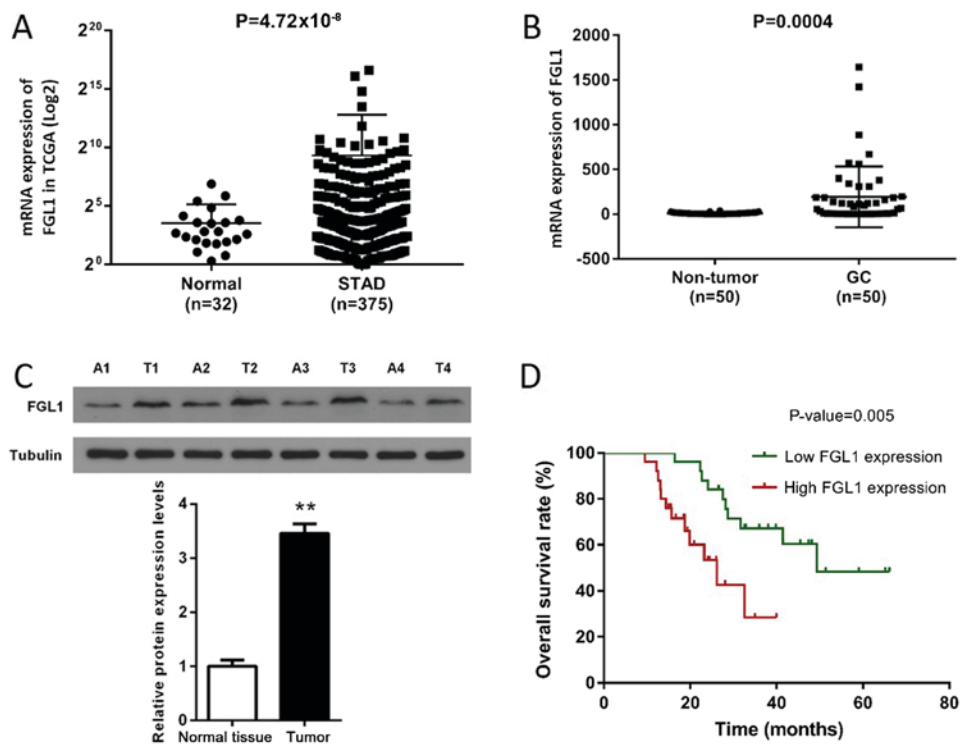 A
P=4.72x10⁻⁸
mRNA expression of
FGL1 in TCGA (Log2)
2²⁰
2¹⁵
2¹⁰
2⁵
2⁰
Normal
(n=32)
STAD
(n=375)
B
P=0.0004
mRNA expression of FGL1
2000
1500
1000
500
0
-500
Non-tumor
(n=50)
GC
(n=50)
C
A1 T1 A2 T2 A3 T3 A4 T4
FGL1
Tubulin
Relative protein expression levels
4
3
2
1
0
**
Normal tissue
Tumor
D
P-value=0.005
Low FGL1 expression
High FGL1 expression
Overall survival rate (%)
100
80
60
40
20
0
0 20 40 60 80
Time (months)